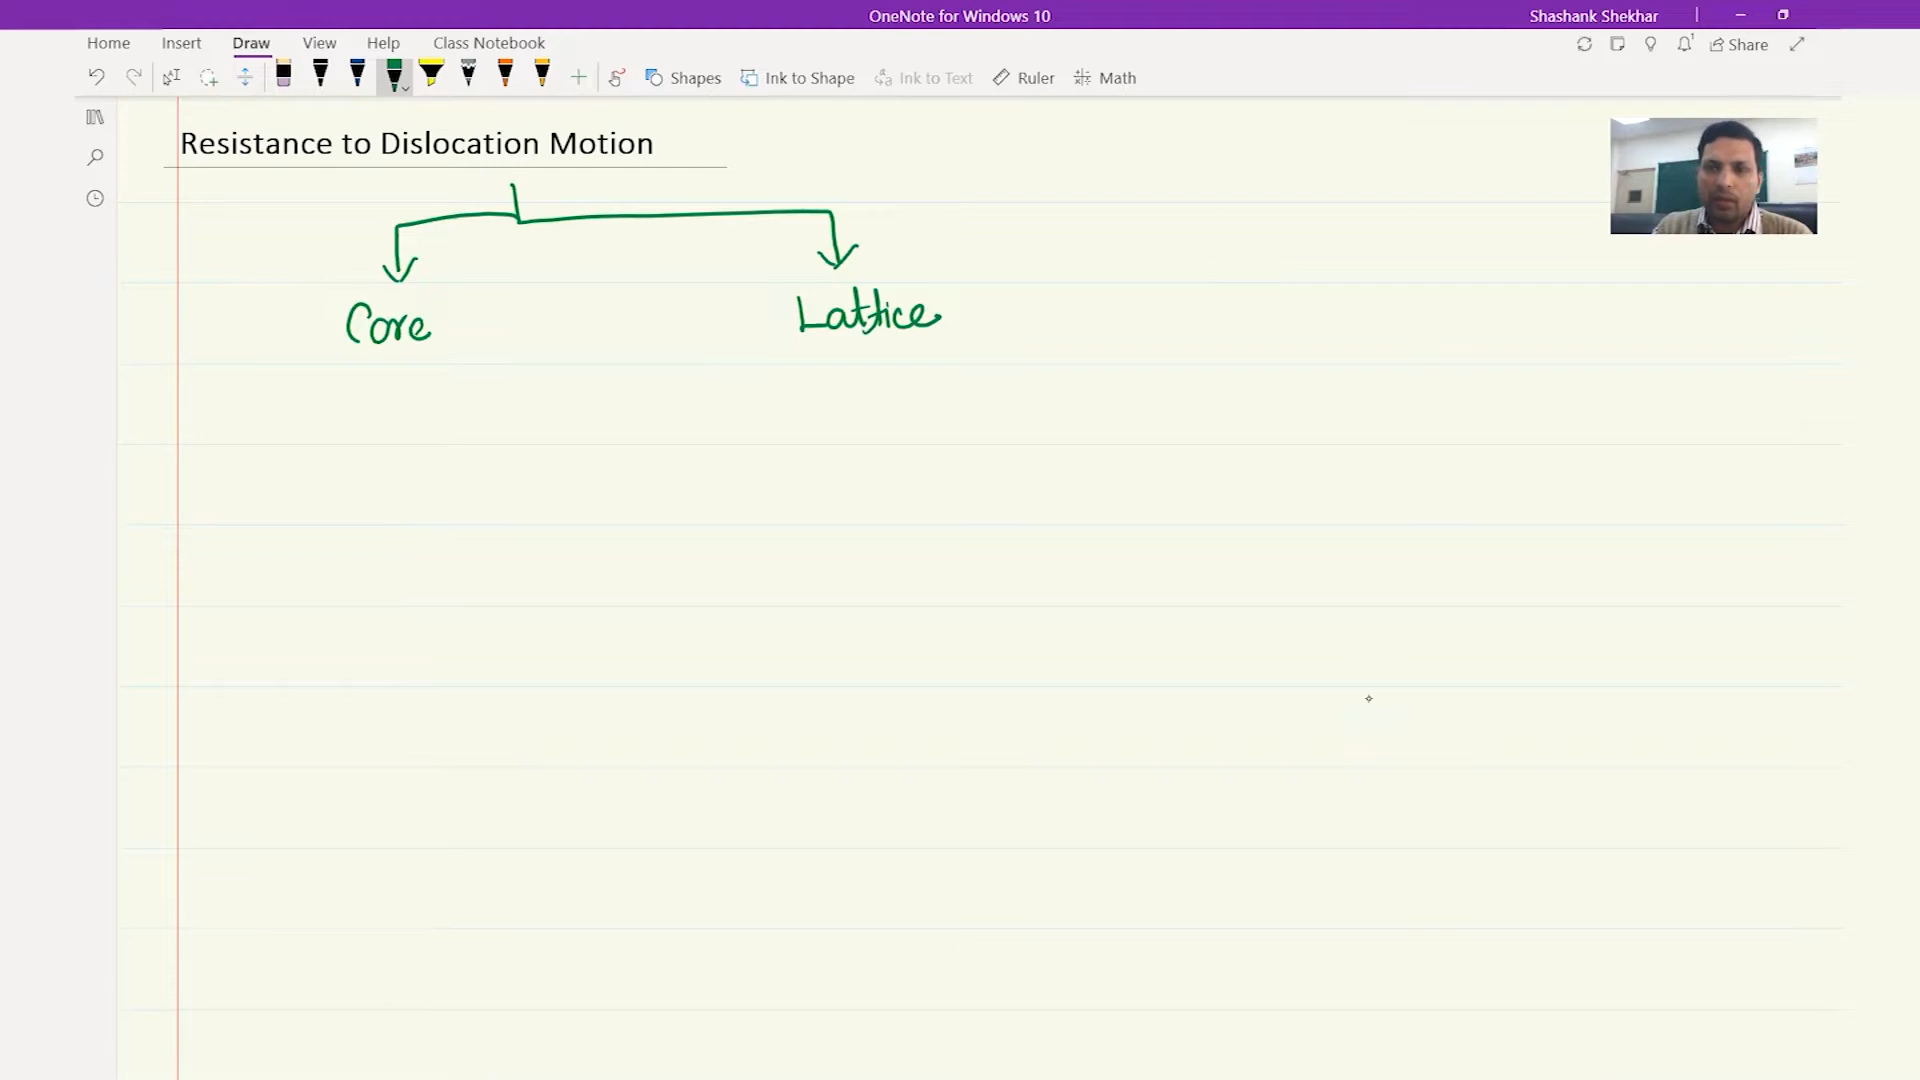 OneNote for Windows 10
Shashank Shekhar
Home Insert Draw View Help Class Notebook
Share
Shapes Ink to Shape Ink to Text Ruler Math
Resistance to Dislocation Motion
Core Lattice